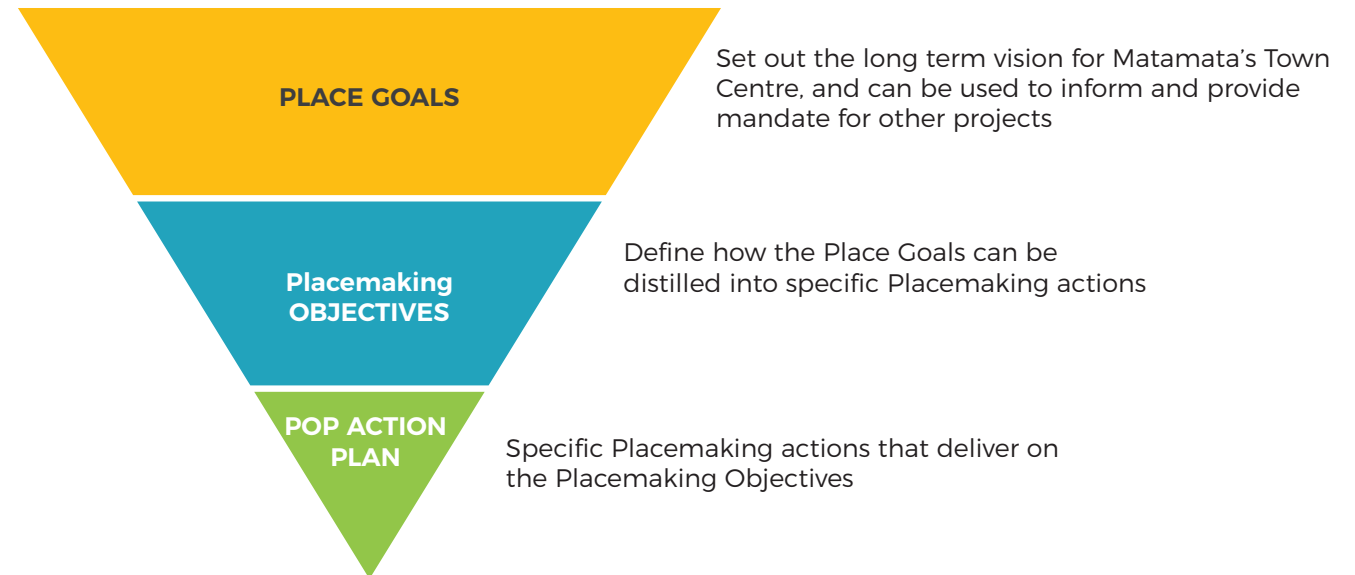 PLACE GOALS
Set out the long term vision for Matamata’s Town
Centre, and can be used to inform and provide
mandate for other projects
Placemaking
OBJECTIVES
Define how the Place Goals can be
distilled into specific Placemaking actions
POP ACTION
PLAN
Specific Placemaking actions that deliver on
the Placemaking Objectives